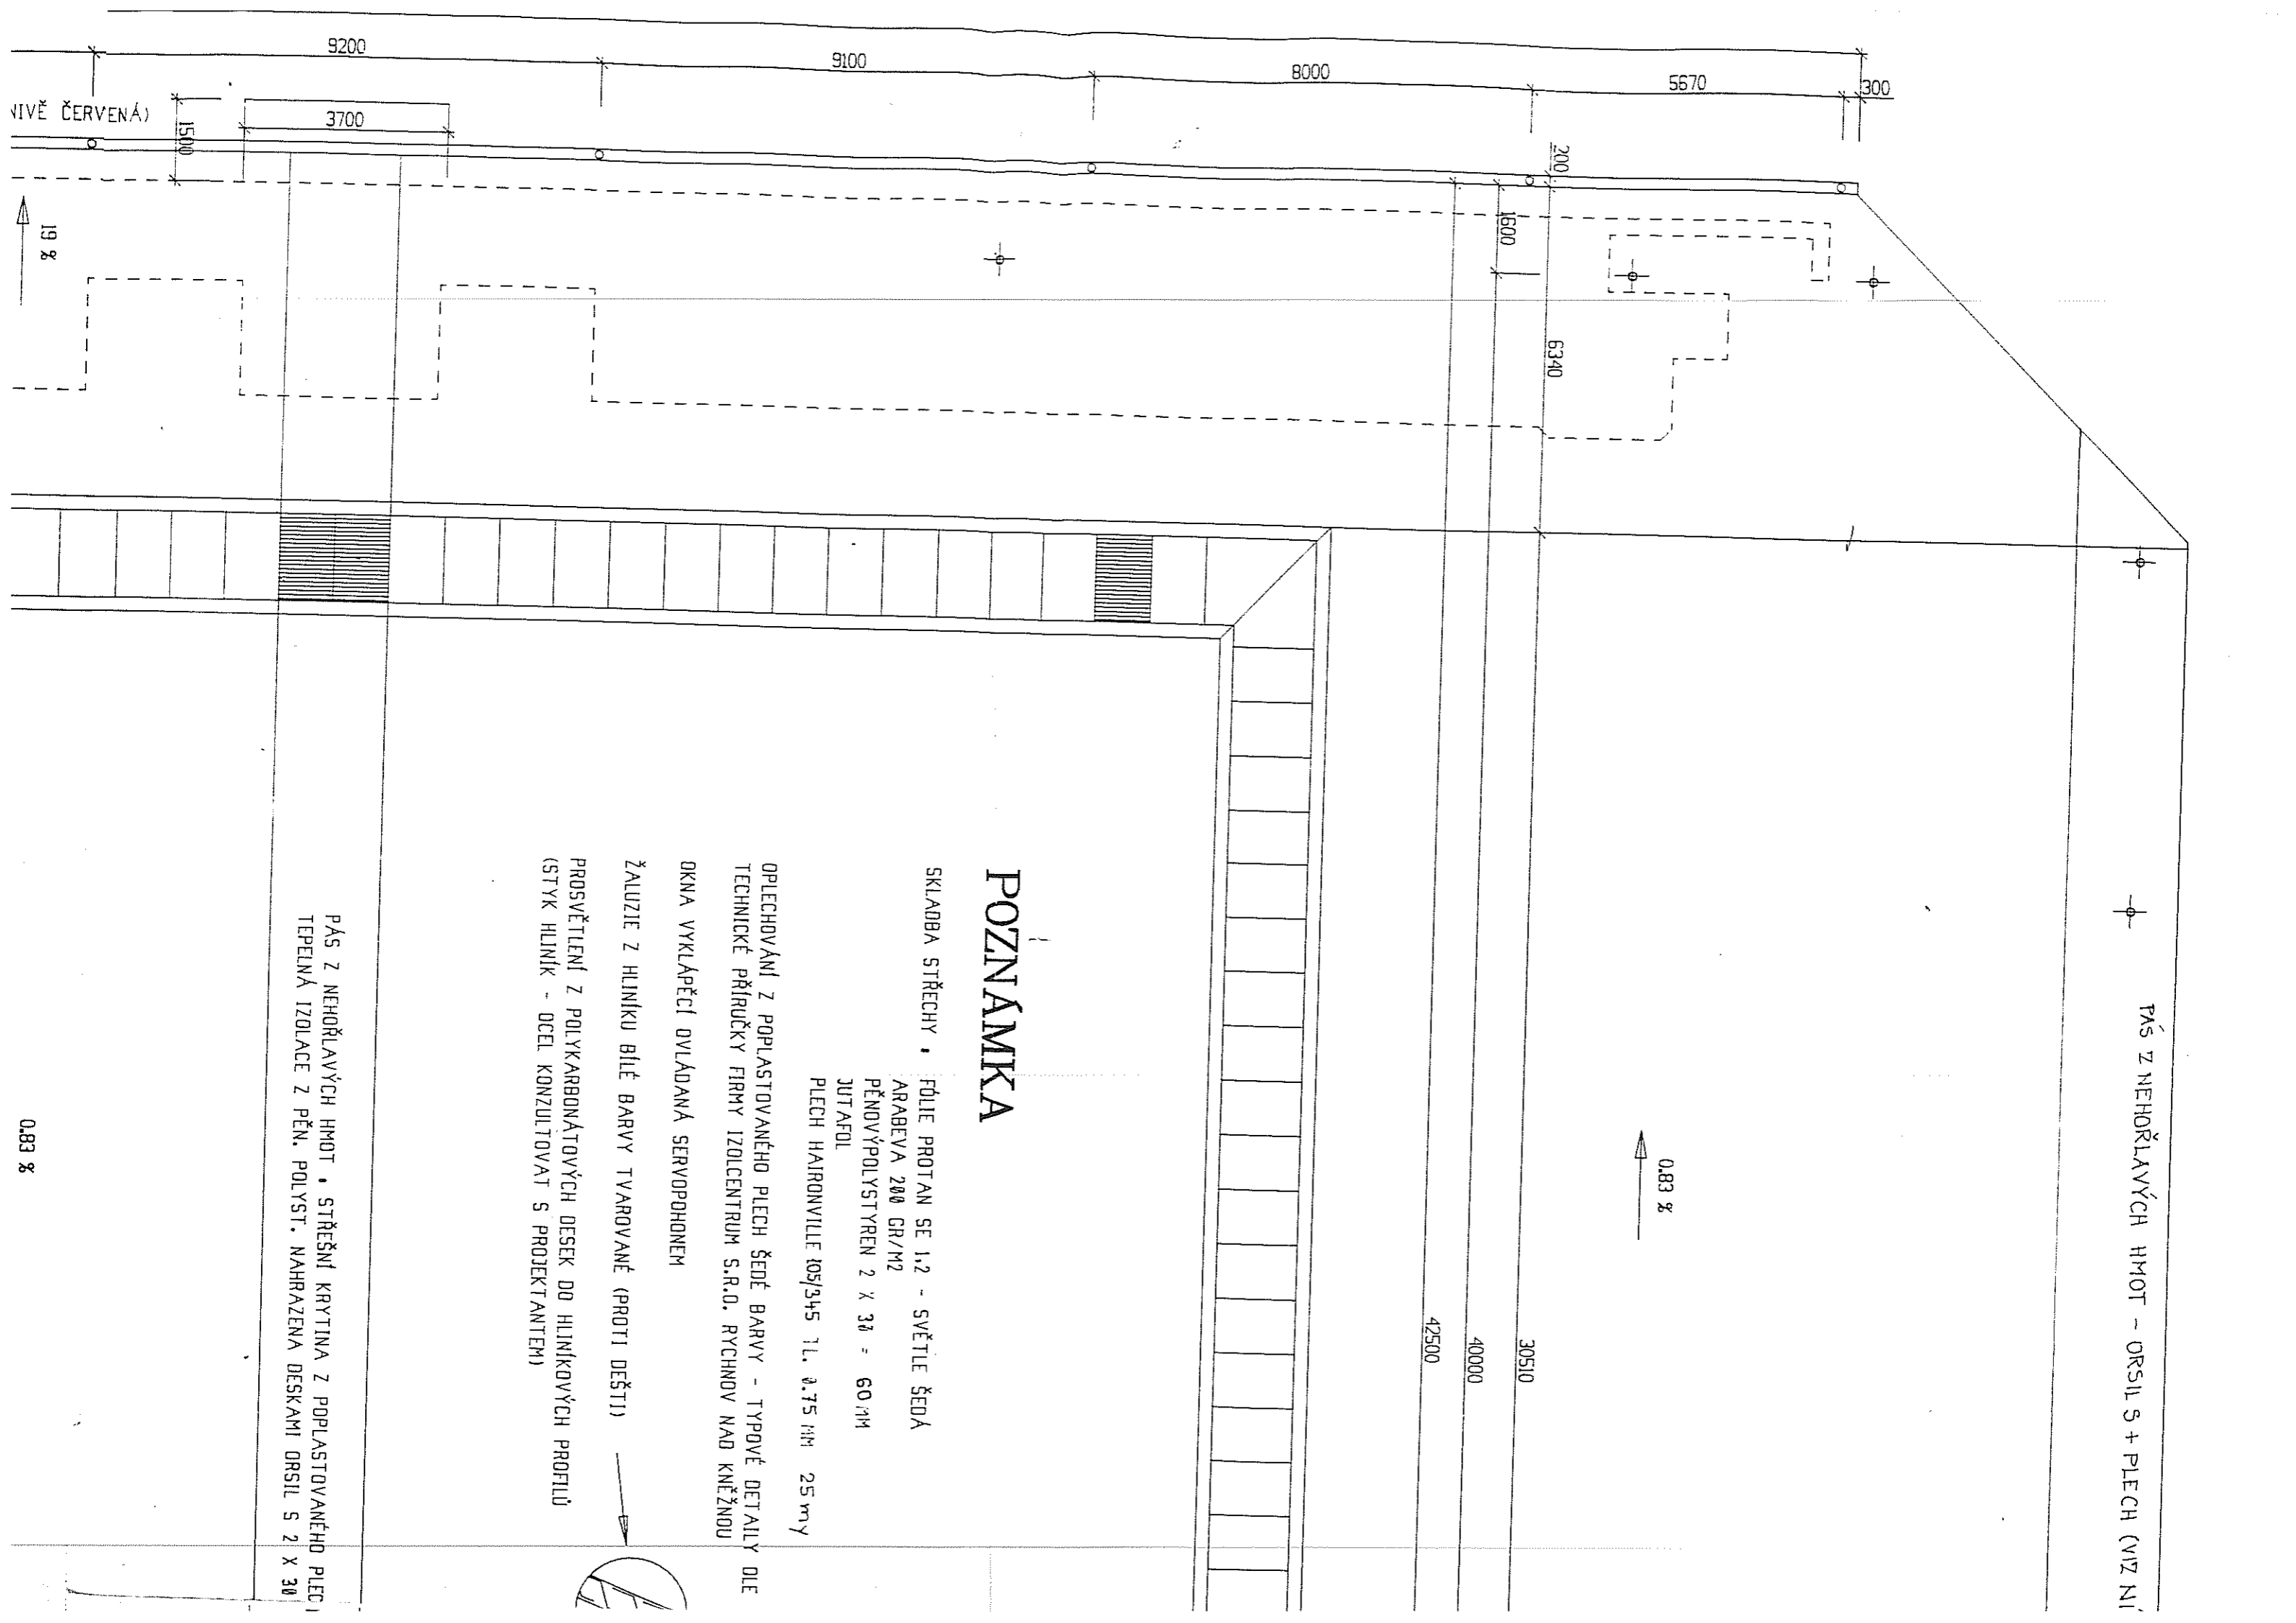 9200
9100
8000
5670
300
ČERVENÁ)
1500
3700
200
1600
6340
19 %
POZNÁMKA
SKLADBA STŘECHY : FÓLIE PROTAN SE 1,2 - SVĚTLE ŠEDÁ
ARABEVA 200 GR/M2
PĚNOVÝPOLYSTYREN 2 X 30 = 60 MM
JUTAFOL
PLECH HAIRONVILLE 105/345 TL. 0.75 MM 25 my
OPLECHOVÁNÍ Z POPLASTOVANÉHO PLECH ŠEDÉ BARVY - TYPOVÉ DETAILY DLE
TECHNICKÉ PŘÍRUČKY FIRMY IZOLCENTRUM S.R.O. RYCHNOV NAD KNĚŽNOU
OKNA VYKLÁPĚCÍ OVLÁDANÁ SERVOPOHONEM
ŽALUZIE Z HLINÍKU BÍLÉ BARVY TVAROVANÉ (PROTI DEŠTI)
PROSVĚTLENÍ Z POLYKARBONÁTOVÝCH DESEK DO HLINÍKOVÝCH PROFILŮ
(STYK HLINÍK - OCEL KONZULTOVAT S PROJEKTANTEM)
PÁS Z NEHOŘLAVÝCH HMOT : STŘEŠNÍ KRYTINA Z POPLASTOVANÉHO PLEC
TEPELNÁ IZOLACE Z PĚN. POLYST. NAHRAZENA DESKAMI ORSIL S 2 X 30
0.83 %
42500
40000
30510
0.83 %
PÁS Z NEHOŘLAVÝCH HMOT - ORSIL S + PLECH (VIZ NÍ